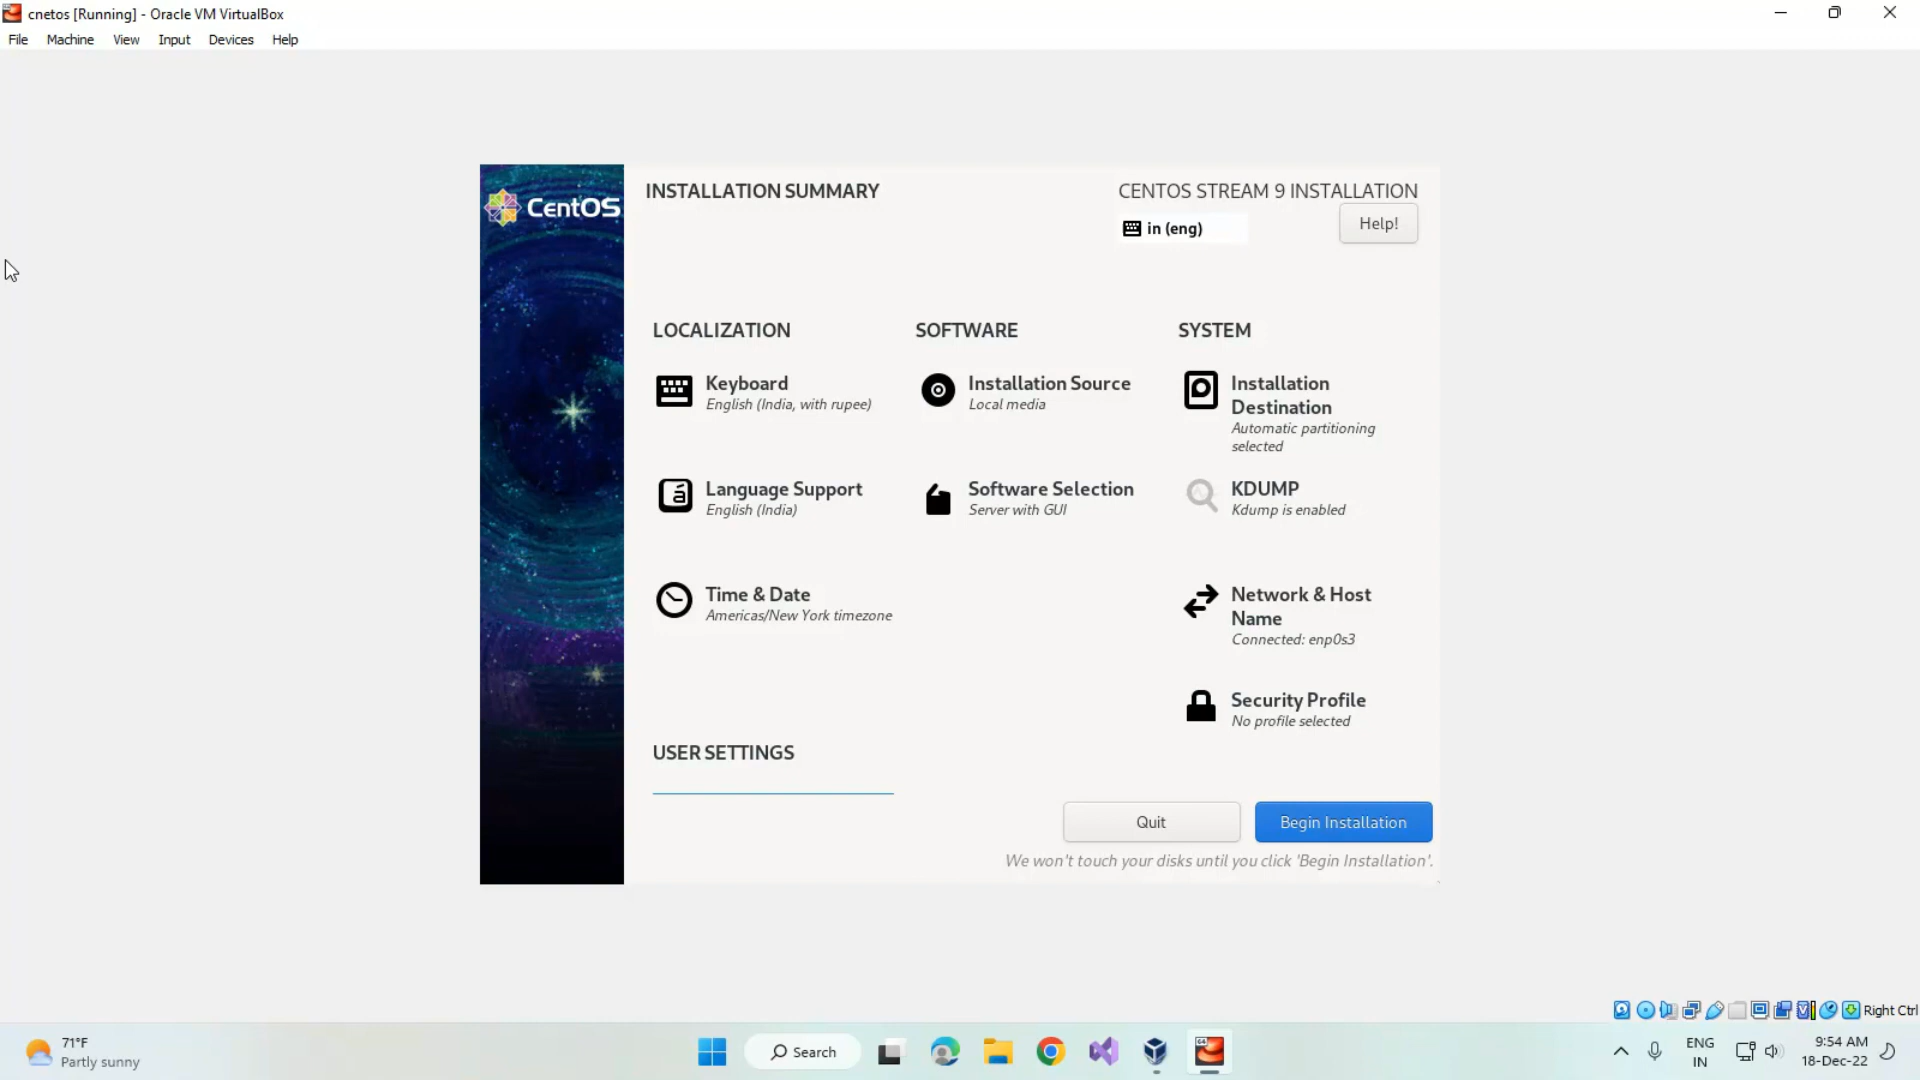 cnetos [Running] - Oracle VM VirtualBox
File Machine View Input Devices Help
CentOS
INSTALLATION SUMMARY
CENTOS STREAM 9 INSTALLATION
in (eng)
Help!
LOCALIZATION
SOFTWARE
SYSTEM
Keyboard
English (India, with rupee)
Installation Source
Local media
Installation
Destination
Automatic partitioning
selected
Language Support
English (India)
Software Selection
Server with GUI
KDUMP
Kdump is enabled
Time & Date
Americas/New York timezone
Network & Host
Name
Connected: enp0s3
Security Profile
No profile selected
USER SETTINGS
Quit
Begin Installation
We won't touch your disks until you click 'Begin Installation'.
Right Ctrl
71°F
Partly sunny
Search
ENG
IN
9:54 AM
18-Dec-22